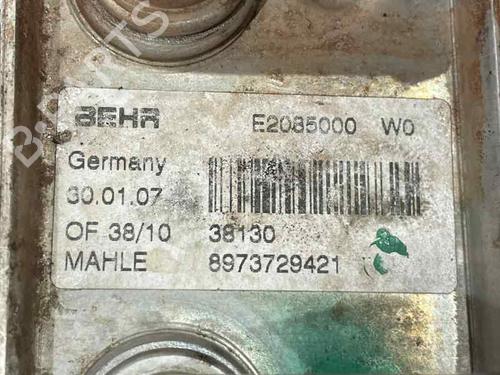 BEHR E2085000 W0
Germany
30.01.07
OF 38/10 38130
MAHLE 8973729421